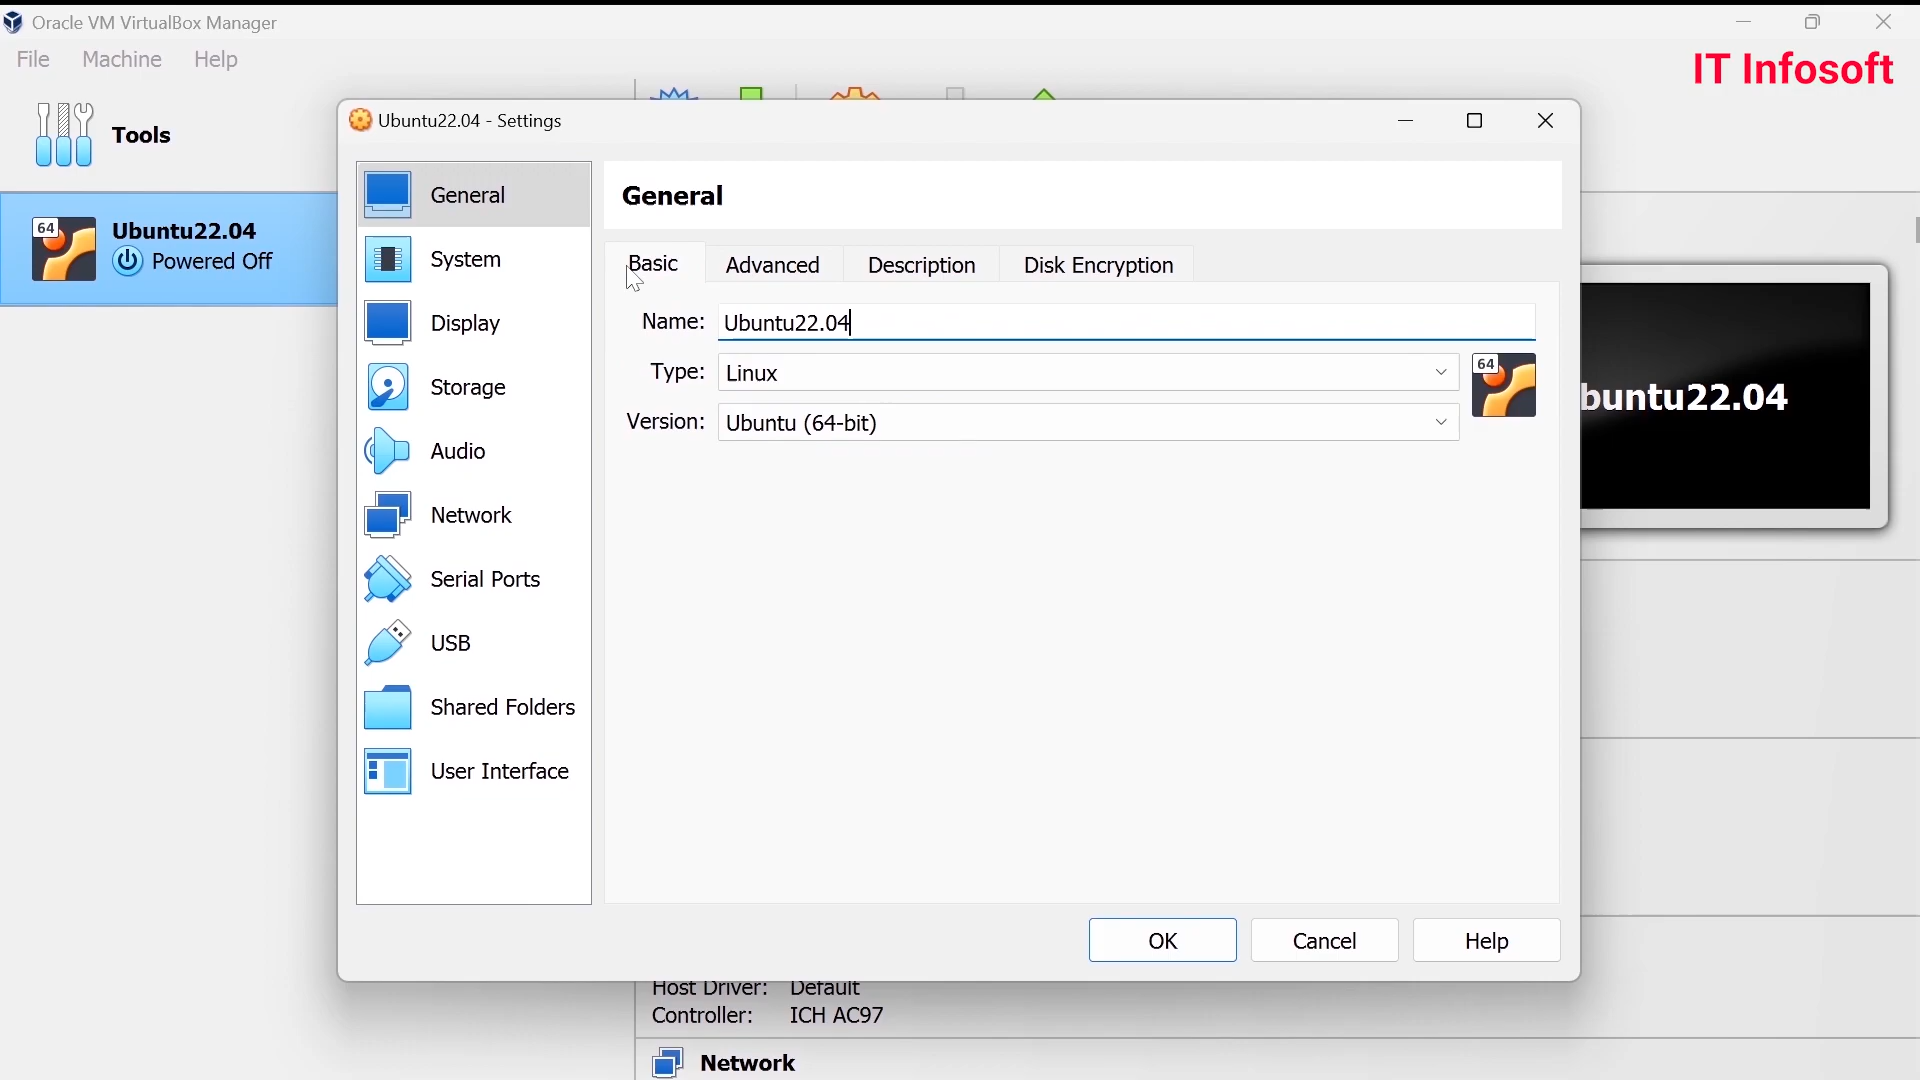 Oracle VM VirtualBox Manager
File Machine Help
IT Infosoft
Tools
64
Ubuntu22.04
Powered Off
Ubuntu22.04 - Settings
General
System
Display
Storage
Audio
Network
Serial Ports
USB
Shared Folders
User Interface
General
Basic Advanced Description Disk Encryption
Name: Ubuntu22.04
Type: Linux
64
Version: Ubuntu (64-bit)
buntu22.04
OK Cancel Help
Host Driver: Default
Controller: ICH AC97
Network